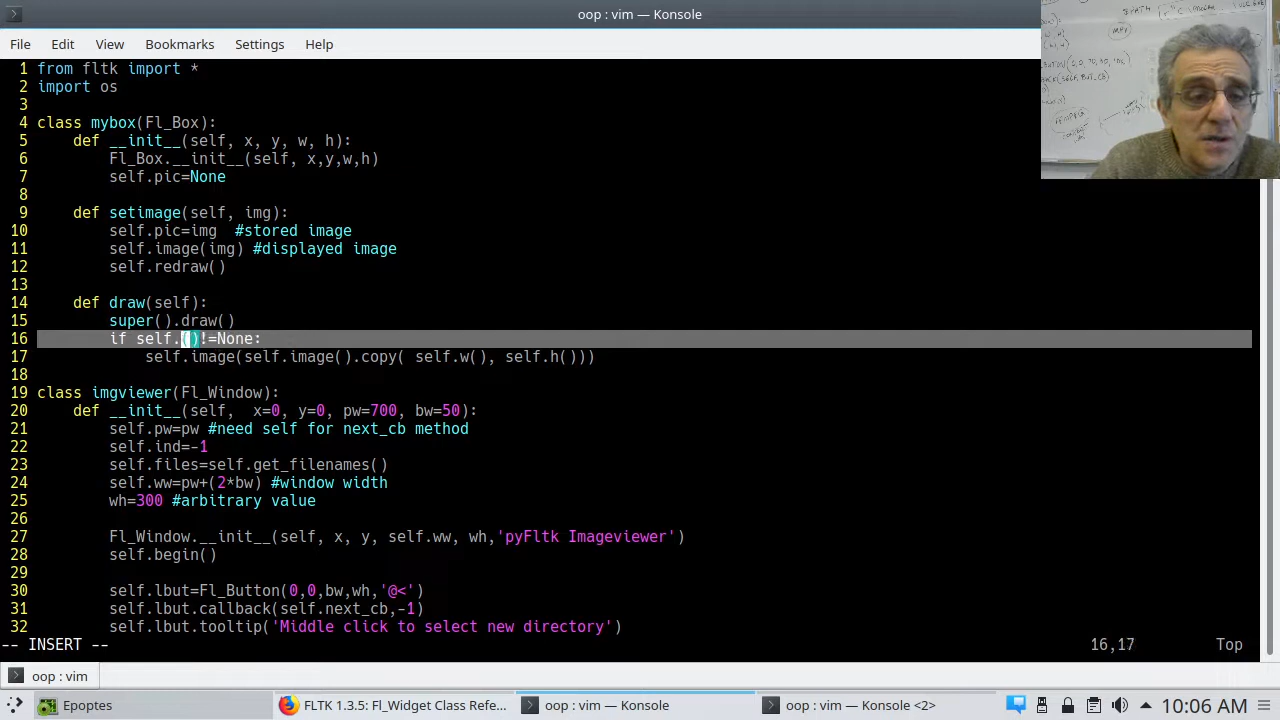 oop : vim — Konsole
File Edit View Bookmarks Settings Help
1 from fltk import *
2 import os
3
4 class mybox(Fl_Box):
5 def __init__(self, x, y, w, h):
6 Fl_Box.__init__(self, x,y,w,h)
7 self.pic=None
8
9 def setimage(self, img):
10 self.pic=img #stored image
11 self.image(img) #displayed image
12 self.redraw()
13
14 def draw(self):
15 super().draw()
16 if self.()!=None:
17 self.image(self.image().copy( self.w(), self.h()))
18
19 class imgviewer(Fl_Window):
20 def __init__(self, x=0, y=0, pw=700, bw=50):
21 self.pw=pw #need self for next_cb method
22 self.ind=-1
23 self.files=self.get_filenames()
24 self.ww=pw+(2*bw) #window width
25 wh=300 #arbitrary value
26
27 Fl_Window.__init__(self, x, y, self.ww, wh,'pyFltk Imageviewer')
28 self.begin()
29
30 self.lbut=Fl_Button(0,0,bw,wh,'@<')
31 self.lbut.callback(self.next_cb,-1)
32 self.lbut.tooltip('Middle click to select new directory')
-- INSERT -- 16,17 Top
oop : vim
Epoptes FLTK 1.3.5: Fl_Widget Class Refe... oop : vim — Konsole oop : vim — Konsole <2> 10:06 AM